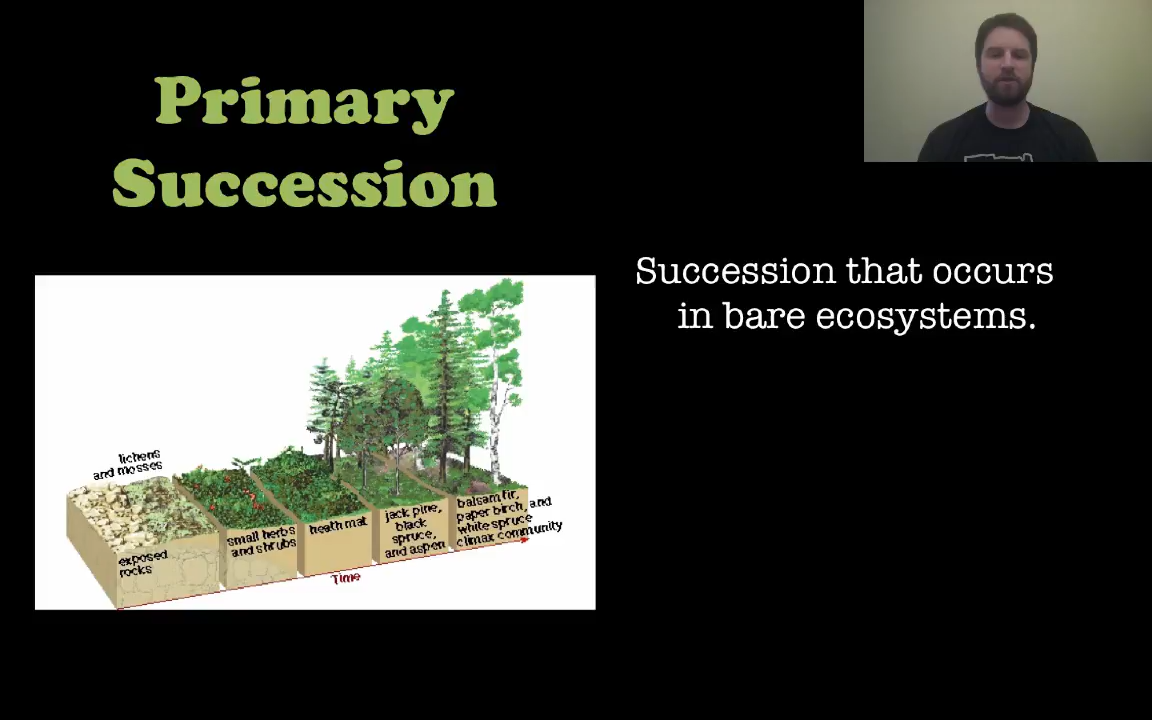 Primary
Succession
Succession that occurs
in bare ecosystems.
lichens
and mosses
exposed
rocks
small herbs
and shrubs
heath mat
jack pine,
black
spruce,
and aspen
balsam fir,
paper birch, and
white spruce
climax community
Time